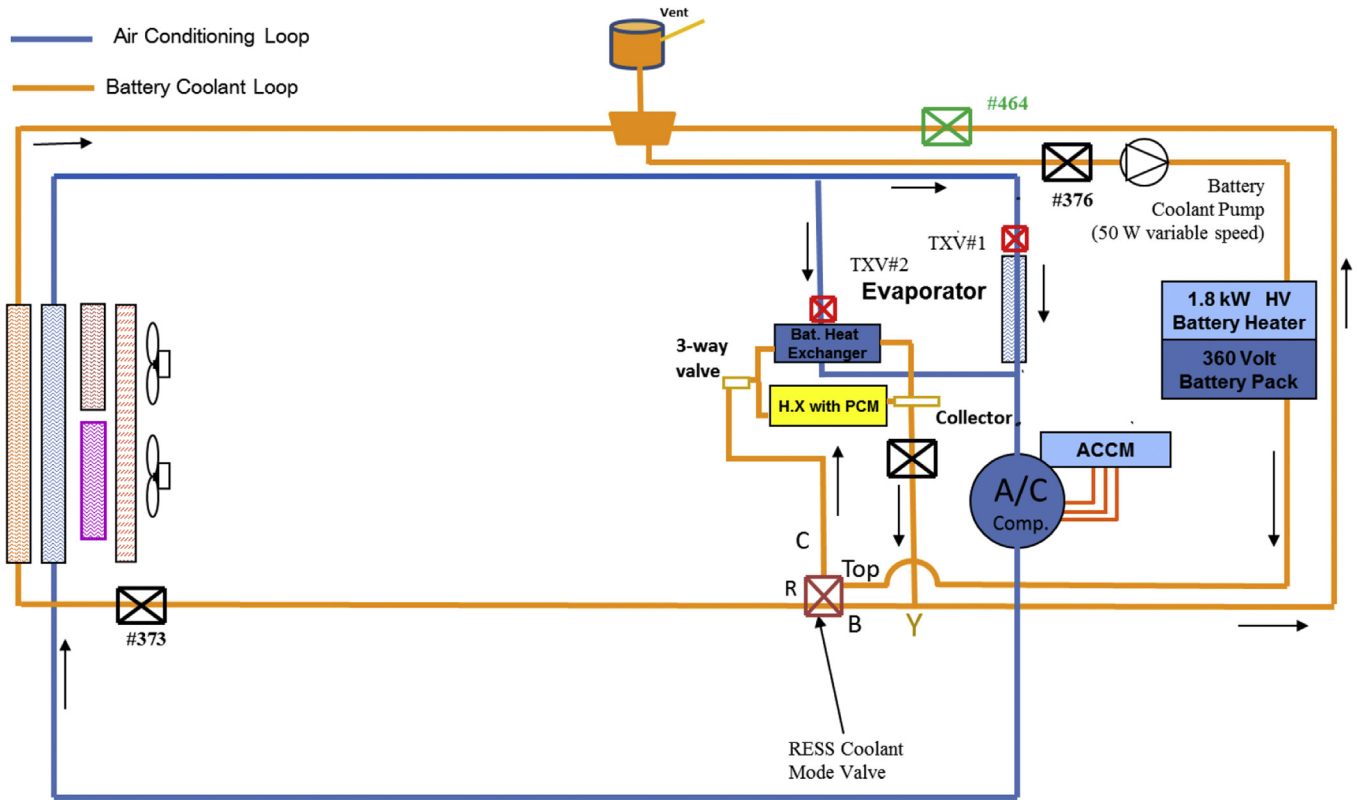 Vent
Air Conditioning Loop
Battery Coolant Loop
#464
#376
Battery
Coolant Pump
(50 W variable speed)
TXV#1
TXV#2
Evaporator
1.8 kW HV
Battery Heater
360 Volt
Battery Pack
Bat. Heat
Exchanger
3-way
valve
H.X with PCM
Collector
ACCM
A/C
Comp.
C
Top
R
B
Y
#373
RESS Coolant
Mode Valve